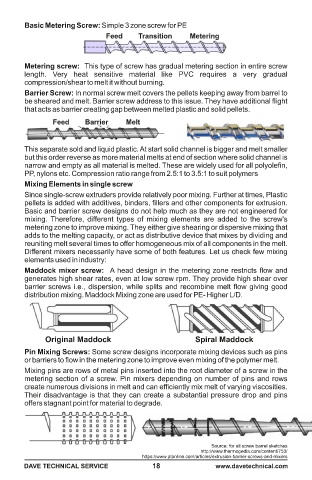 Basic Metering Screw: Simple 3 zone screw for PE
Feed Transition Metering
Metering screw: This type of screw has gradual metering section in entire screw
length. Very heat sensitive material like PVC requires a very gradual
compression/shear to melt it without burning.
Barrier Screw: In normal screw melt covers the pellets keeping away from barrel to
be sheared and melt. Barrier screw address to this issue. They have additional flight
that acts as barrier creating gap between melted plastic and solid pellets.
Feed Barrier Melt
This separate solid and liquid plastic. At start solid channel is bigger and melt smaller
but this order reverse as more material melts at end of section where solid channel is
narrow and empty as all material is melted. These are widely used for all polyolefin,
PP, nylons etc. Compression ratio range from 2.5:1 to 3.5:1 to suit polymers
Mixing Elements in single screw
Since single-screw extruders provide relatively poor mixing. Further at times, Plastic
pellets is added with additives, binders, fillers and other components for extrusion.
Basic and barrier screw designs do not help much as they are not engineered for
mixing. Therefore, different types of mixing elements are added to the screw's
metering zone to improve mixing. They either give shearing or dispersive mixing that
adds to the melting capacity, or act as distributive device that mixes by dividing and
reuniting melt several times to offer homogeneous mix of all components in the melt.
Different mixers necessarily have some of both features. Let us check few mixing
elements used in industry:
Maddock mixer screw: A head design in the metering zone restricts flow and
generates high shear rates, even at low screw rpm. They provide high shear over
barrier screws i.e., dispersion, while splits and recombine melt flow giving good
distribution mixing. Maddock Mixing zone are used for PE- Higher L/D.
Original Maddock Spiral Maddock
Pin Mixing Screws: Some screw designs incorporate mixing devices such as pins
or barriers to flow in the metering zone to improve even mixing of the polymer melt.
Mixing pins are rows of metal pins inserted into the root diameter of a screw in the
metering section of a screw. Pin mixers depending on number of pins and rows
create numerous divisions in melt and can efficiently mix melt of varying viscosities.
Their disadvantage is that they can create a substantial pressure drop and pins
offers stagnant point for material to degrade.
Source: for all screw barrel sketches
http://www.thermopedia.com/content/6753/
https://www.ptonline.com/articles/extrusion-barrier-screws-and-mixers
DAVE TECHNICAL SERVICE 18 www.davetechnical.com